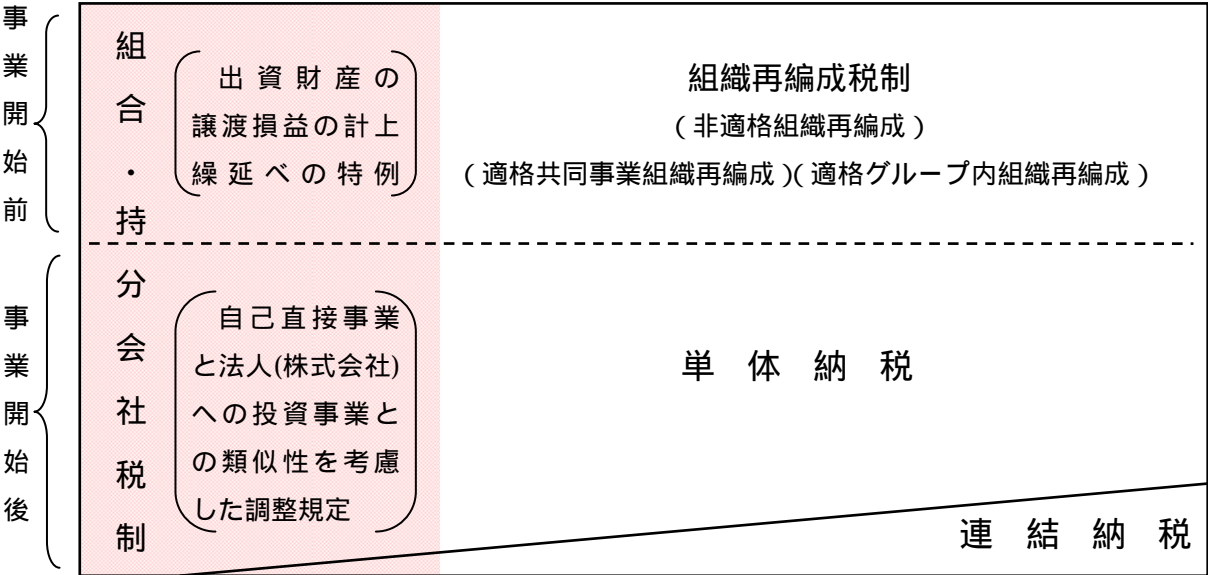 事業開始前
組合・持分会社税制
出資財産の
譲渡損益の計上
繰延べの特例
組織再編成税制
(非適格組織再編成)
(適格共同事業組織再編成)(適格グループ内組織再編成)
事業開始後
自己直接事業
と法人(株式会社)
への投資事業と
の類似性を考慮
した調整規定
単体納税
連結納税